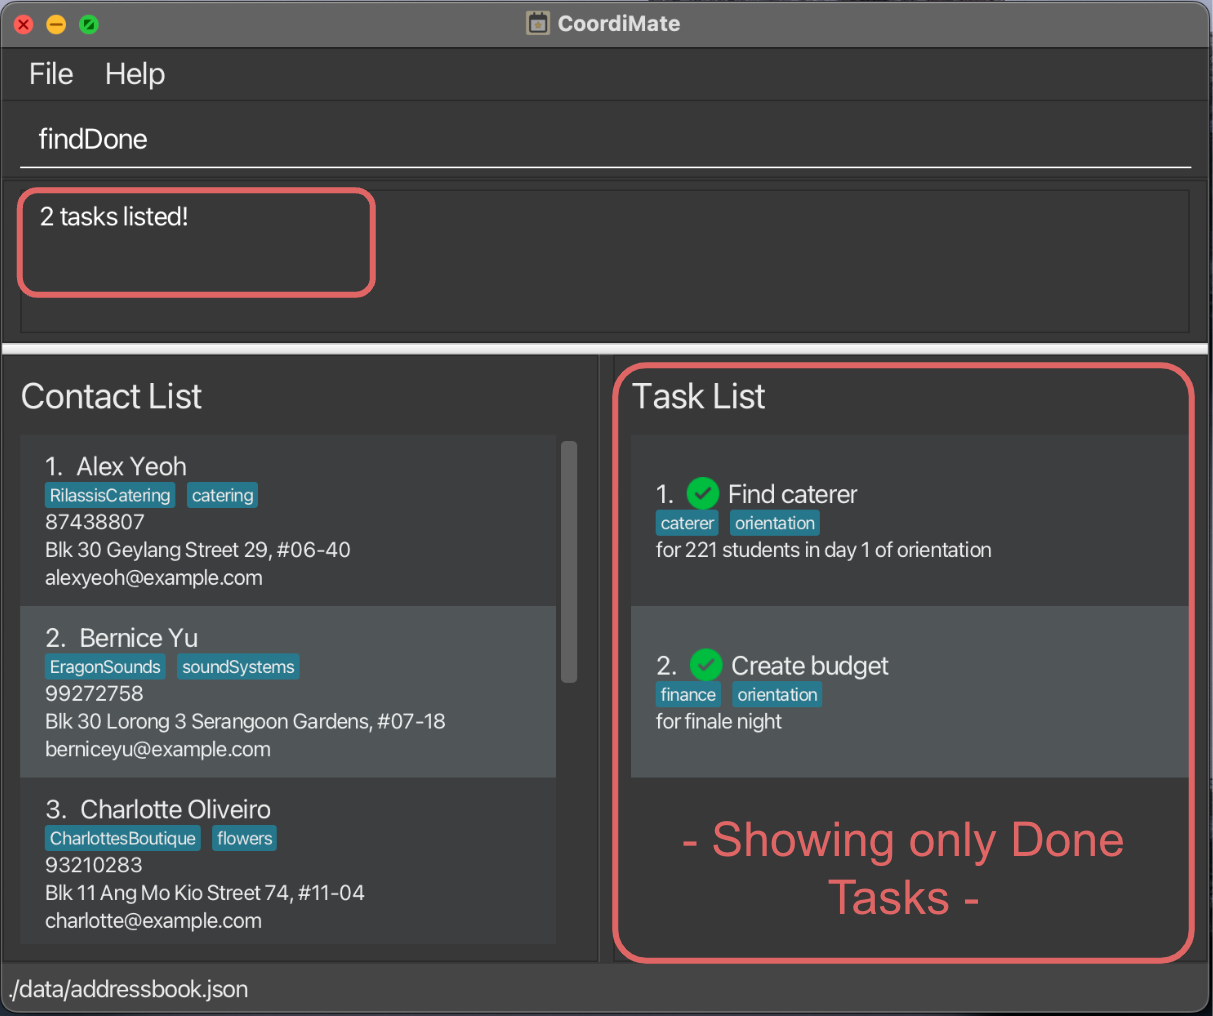 CoordiMate
File Help
findDone
2 tasks listed!
Contact List
1. Alex Yeoh
RilassisCatering catering
87438807
Blk 30 Geylang Street 29, #06-40
alexyeoh@example.com
2. Bernice Yu
EragonSounds soundSystems
99272758
Blk 30 Lorong 3 Serangoon Gardens, #07-18
berniceyu@example.com
3. Charlotte Oliveiro
CharlottesBoutique flowers
93210283
Blk 11 Ang Mo Kio Street 74, #11-04
charlotte@example.com
Task List
1. Find caterer
caterer orientation
for 221 students in day 1 of orientation
2. Create budget
finance orientation
for finale night
- Showing only Done
Tasks -
./data/addressbook.json